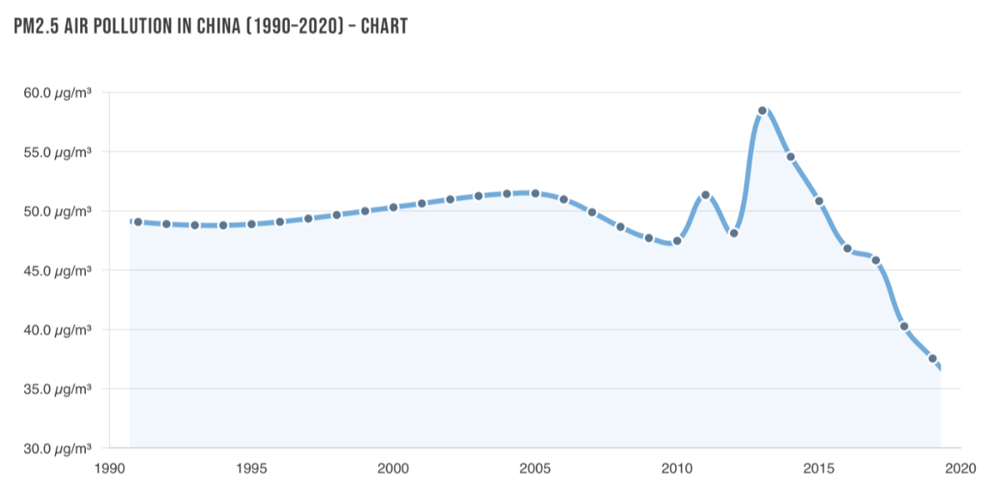 PM2.5 AIR POLLUTION IN CHINA (1990-2020) - CHART
60.0 µg/m³
55.0 µg/m³
50.0 µg/m³
45.0 µg/m³
40.0 µg/m³
35.0 µg/m³
30.0 µg/m³
1990 1995 2000 2005 2010 2015 2020